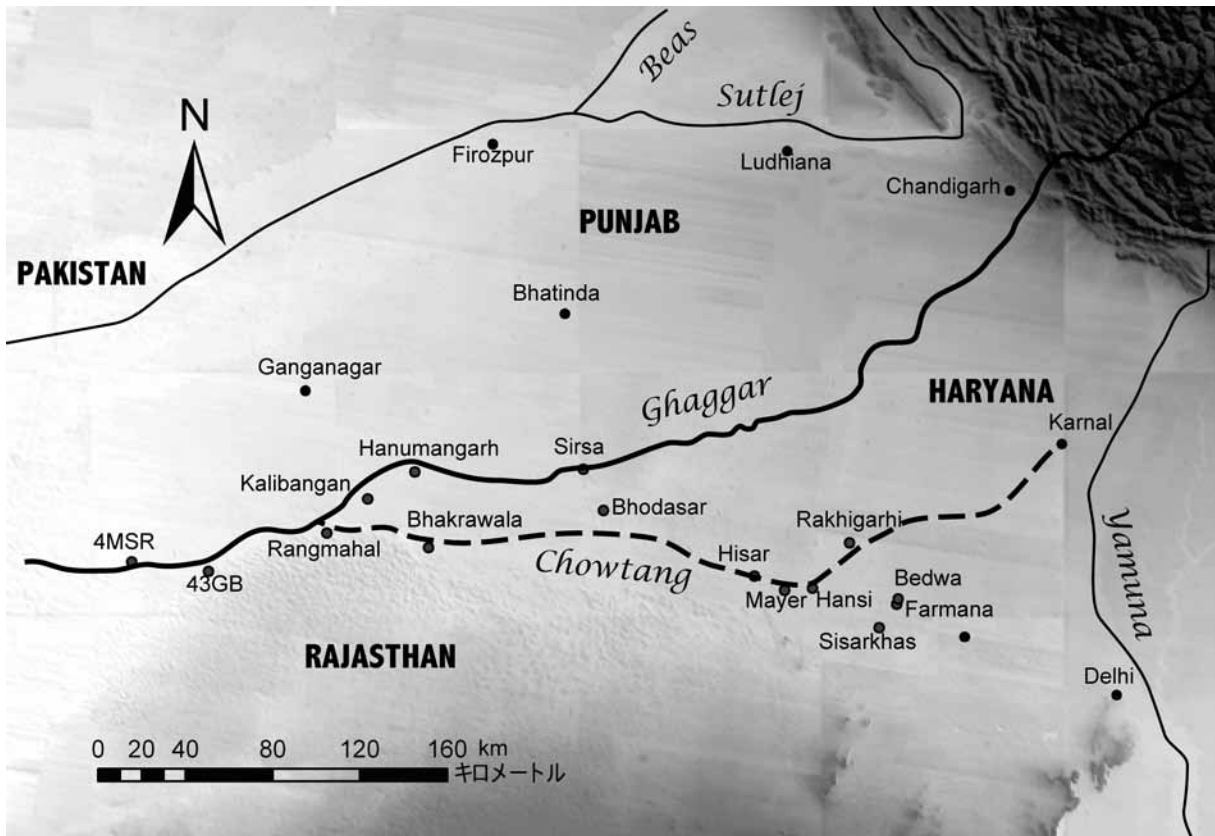 Beas
Sutlej
N
Firozpur
Ludhiana
Chandigarh
PUNJAB
PAKISTAN
Bhatinda
Ganganagar
Ghaggar
HARYANA
Karnal
Hanumangarh
Sirsa
Kalibangan
Bhodasar
Bhakrawala
Rakhigarhi
Yamuna
4MSR
Rangmahal
Chowtang
Hisar
43GB
Mayer
Hansi
Bedwa
Farmana
Sisarkhas
RAJASTHAN
Delhi
0 20 40 80 120 160 km
キロメートル